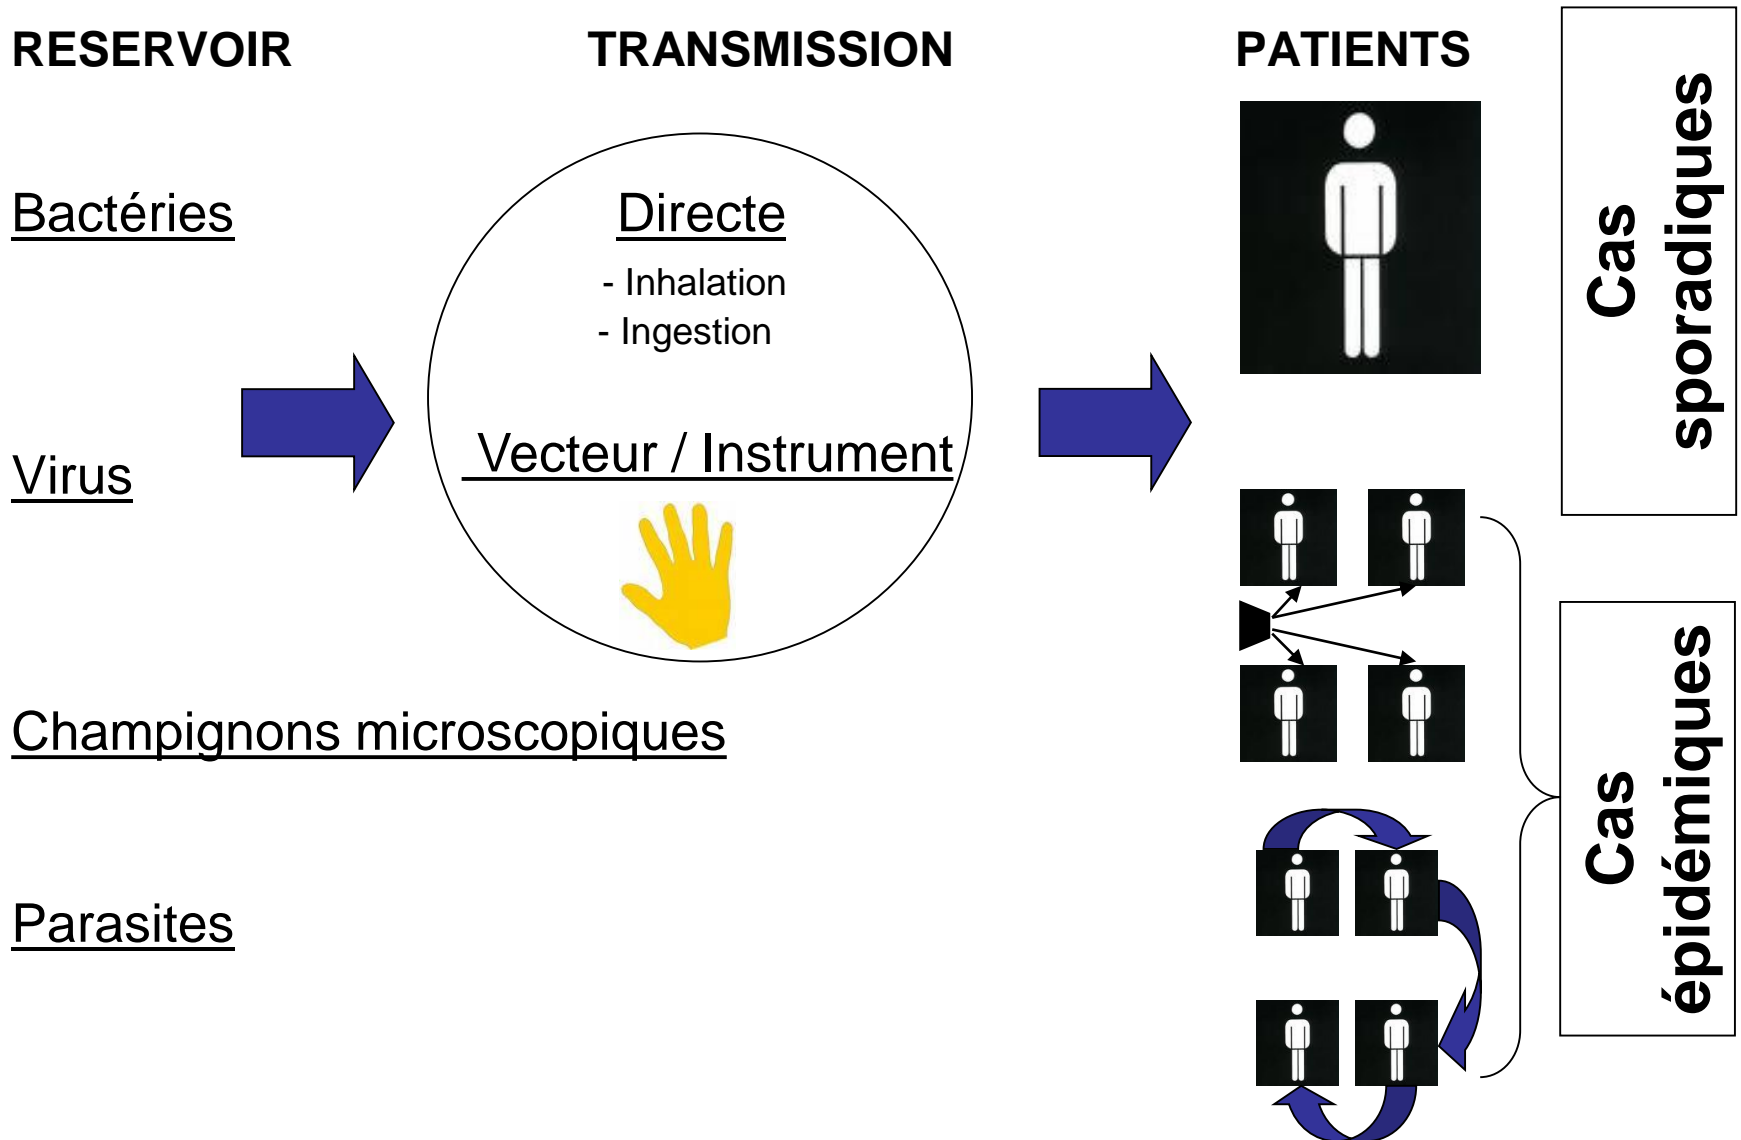 RESERVOIR
TRANSMISSION
PATIENTS
Bactéries
Virus
Champignons microscopiques
Parasites
Directe
- Inhalation
- Ingestion
Vecteur / Instrument
Cas
sporadiques
Cas
épidémiques